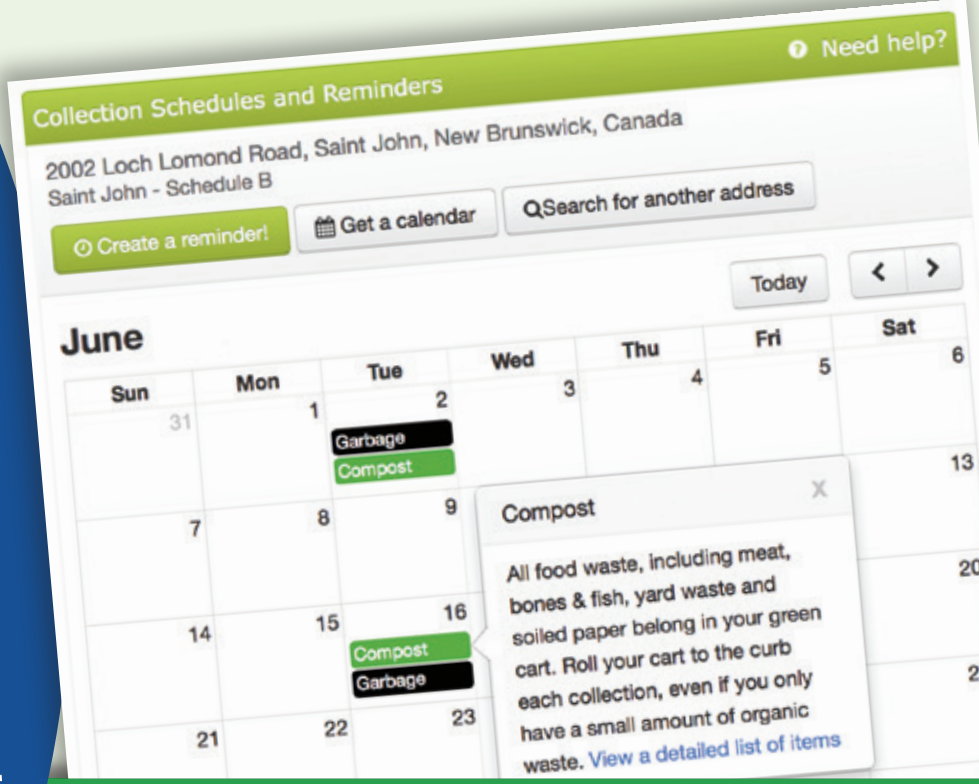 Collection Schedules and Reminders
Need help?
2002 Loch Lomond Road, Saint John, New Brunswick, Canada
Saint John - Schedule B
Create a reminder!
Get a calendar
Search for another address
Today
June
Sun Mon Tue Wed Thu Fri Sat
31 1 2 3 4 5 6
Garbage
Compost
7 8 9 13
Compost X
All food waste, including meat,
bones & fish, yard waste and
soiled paper belong in your green
cart. Roll your cart to the curb
each collection, even if you only
have a small amount of organic
waste. View a detailed list of items
14 15 16 20
Compost
Garbage
21 22 23